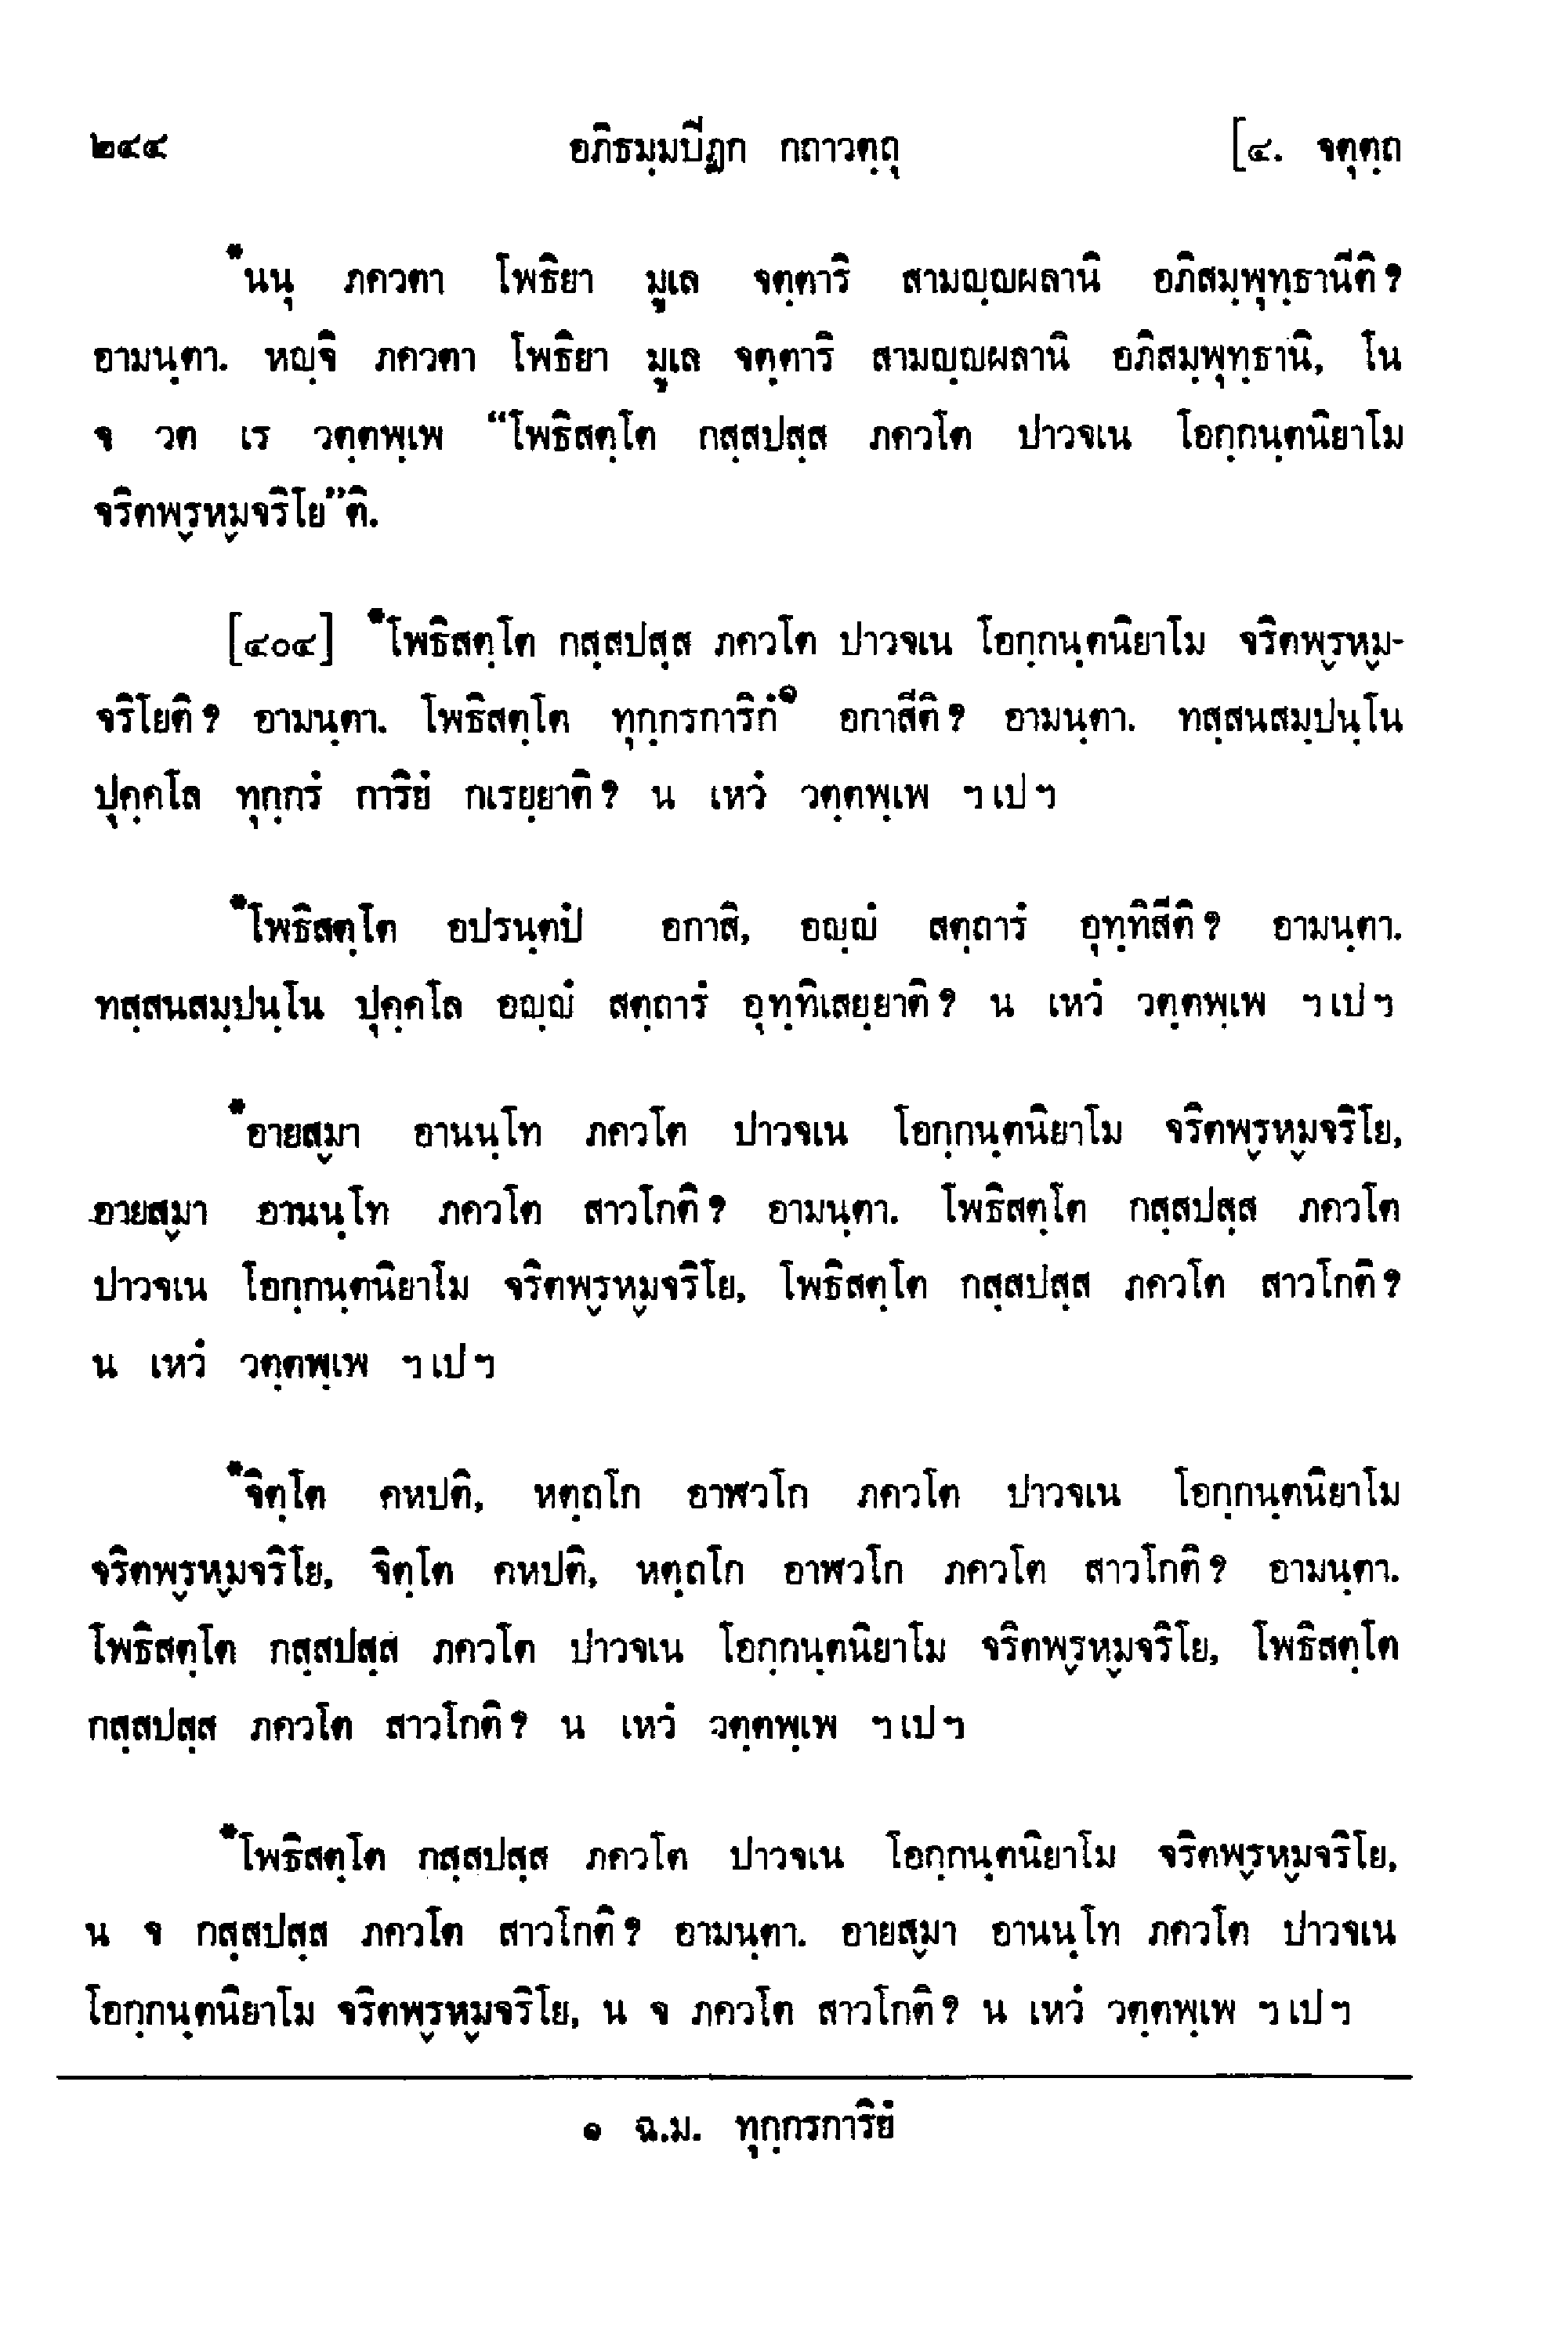 ๒๔๔ อภิธมฺมปิฏก กถาวตฺถุ [๔. จตุตฺถ
*นนุ ภควตา โพธิยา มูเล จตฺตาริ สามญฺญผลานิ อภิสมฺพุทฺธานีติ?
อามนฺตา. หญฺจิ ภควตา โพธิยา มูเล จตฺตาริ สามญฺญผลานิ อภิสมฺพุทฺธานิ, โน
จ วต เร วตฺตพฺเพ “โพธิสตฺโต กสฺสปสฺส ภควโต ปาวจเน โอกฺกนฺตนิยาโม
จริตพ๎รห๎มจริโย”ติ.
[๔๐๔] *โพธิสตฺโต กสฺสปสฺส ภควโต ปาวจเน โอกฺกนฺตนิยาโม จริตพ๎รห๎ม-
จริโยติ? อามนฺตา. โพธิสตฺโต ทุกฺกรการิกํ๑ อกาสีติ? อามนฺตา. ทสฺสนสมฺปนฺโน
ปุคฺคโล ทุกฺกรํ การิยํ กเรยฺยาติ? น เหวํ วตฺตพฺเพ ฯเปฯ
*โพธิสตฺโต อปรนฺตปํ อกาสิ, อญฺญํ สตฺถารํ อุทฺทิสีติ? อามนฺตา.
ทสฺสนสมฺปนฺโน ปุคฺคโล อญฺญํ สตฺถารํ อุทฺทิเสยฺยาติ? น เหวํ วตฺตพฺเพ ฯเปฯ
*อายส๎มา อานนฺโท ภควโต ปาวจเน โอกฺกนฺตนิยาโม จริตพ๎รห๎มจริโย,
อายส๎มา อานนฺโท ภควโต สาวโกติ? อามนฺตา. โพธิสตฺโต กสฺสปสฺส ภควโต
ปาวจเน โอกฺกนฺตนิยาโม จริตพ๎รห๎มจริโย, โพธิสตฺโต กสฺสปสฺส ภควโต สาวโกติ?
น เหวํ วตฺตพฺเพ ฯเปฯ
*จิตฺโต คหปติ, หตฺถโก อาฬวโก ภควโต ปาวจเน โอกฺกนฺตนิยาโม
จริตพ๎รห๎มจริโย, จิตฺโต คหปติ, หตฺถโก อาฬวโก ภควโต สาวโกติ? อามนฺตา.
โพธิสตฺโต กสฺสปสฺส ภควโต ปาวจเน โอกฺกนฺตนิยาโม จริตพ๎รห๎มจริโย, โพธิสตฺโต
กสฺสปสฺส ภควโต สาวโกติ? น เหวํ วตฺตพฺเพ ฯเปฯ
*โพธิสตฺโต กสฺสปสฺส ภควโต ปาวจเน โอกฺกนฺตนิยาโม จริตพ๎รห๎มจริโย,
น จ กสฺสปสฺส ภควโต สาวโกติ? อามนฺตา. อายส๎มา อานนฺโท ภควโต ปาวจเน
โอกฺกนฺตนิยาโม จริตพ๎รห๎มจริโย, น จ ภควโต สาวโกติ? น เหวํ วตฺตพฺเพ ฯเปฯ
๑ ฉ.ม. ทุกฺกรการิยํ